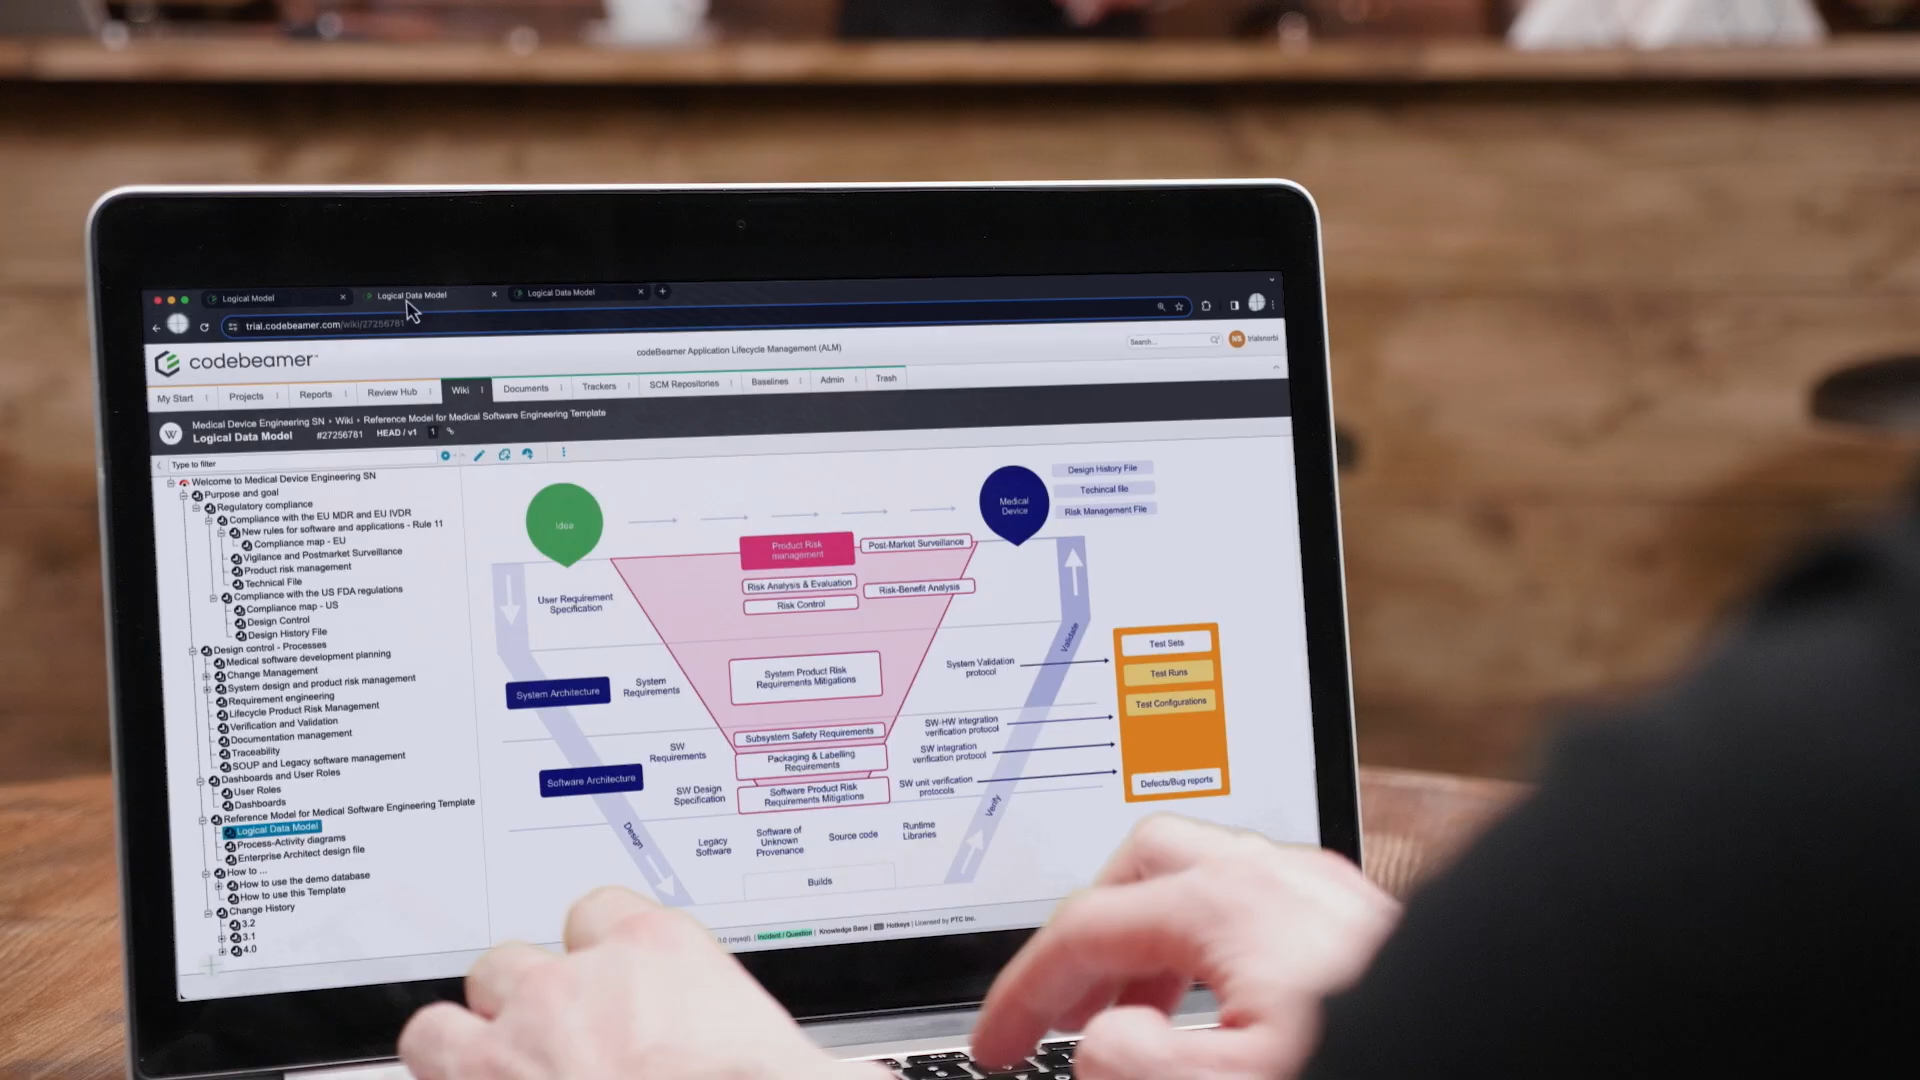 Logical Model
Logical Data Model
Logical Data Model
trial.codebeamer.com/wiki/27256781
codebeamer
codeBeamer Application Lifecycle Management (ALM)
Search...
NS
trialsnorbi
My Start
Projects
Reports
Review Hub
Wiki
Documents
Trackers
SCM Repositories
Baselines
Admin
Trash
W
Medical Device Engineering SN • Wiki • Reference Model for Medical Software Engineering Template
Logical Data Model #27256781 HEAD / v1 1
Type to filter
Welcome to Medical Device Engineering SN
Purpose and goal
Regulatory compliance
Compliance with the EU MDR and EU IVDR
New rules for software and applications - Rule 11
Compliance map - EU
Vigilance and Postmarket Surveillance
Product risk management
Technical File
Compliance with the US FDA regulations
Compliance map - US
Design Control
Design History File
Design control - Processes
Medical software development planning
Change Management
System design and product risk management
Requirement engineering
Lifecycle Product Risk Management
Verification and Validation
Documentation management
Traceability
SOUP and Legacy software management
Dashboards and User Roles
User Roles
Dashboards
Reference Model for Medical Software Engineering Template
Logical Data Model
Process-Activity diagrams
Enterprise Architect design file
How to ...
How to use the demo database
How to use this Template
Change History
3.2
3.1
4.0
Idea
Medical
Device
Design History File
Techincal file
Risk Management File
Product Risk
management
Post-Market Surveillance
Risk Analysis & Evaluation
Risk-Benefit Analysis
Risk Control
User Requirement
Specification
System Architecture
System
Requirements
System Product Risk
Requirements Mitigations
System Validation
protocol
Validate
Test Sets
Test Runs
Test Configurations
Defects/Bug reports
SW
Requirements
Subsystem Safety Requirements
Packaging & Labelling
Requirements
Software Product Risk
Requirements Mitigations
SW-HW integration
verification protocol
SW integration
verification protocol
SW unit verification
protocols
Software Architecture
SW Design
Specification
Design
Verify
Legacy
Software
Software of
Unknown
Provenance
Source code
Runtime
Libraries
Builds
0.0 (mysql) | Incident / Question | Knowledge Base | Hotkeys | Licensed by PTC Inc.